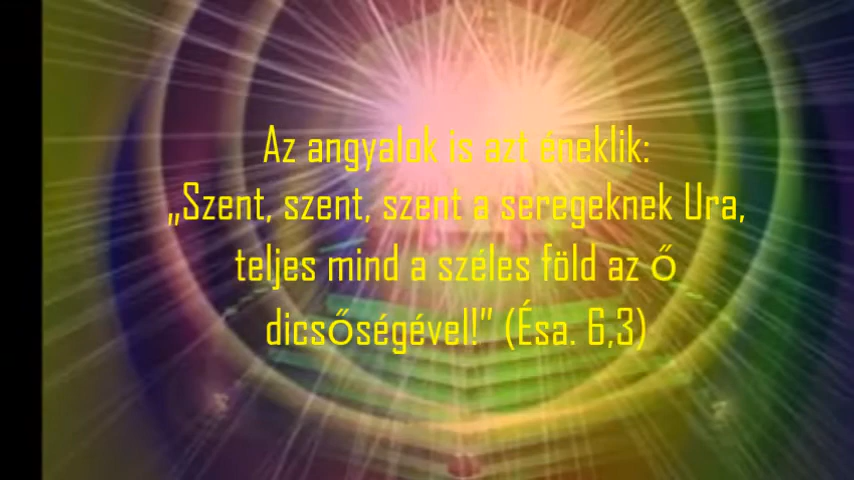 Az angyalok is azt éneklik:
„Szent, szent, szent a seregeknek Ura,
teljes mind a széles föld az ő
dicsőségével!” (Ésa. 6,3)